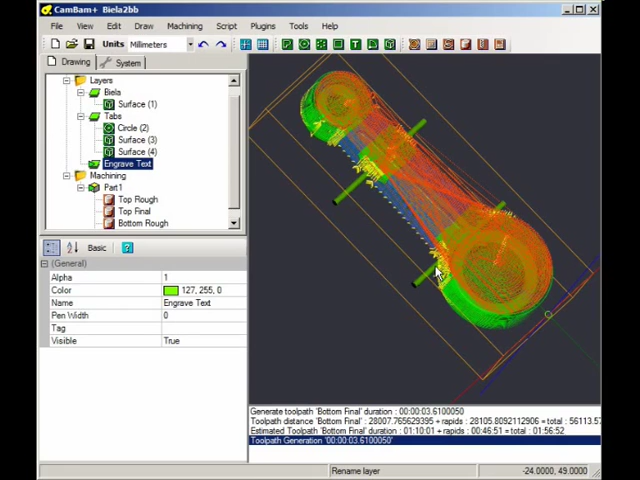 CamBam+ Biela2bb
File View Edit Draw Machining Script Plugins Tools Help
Units Millimeters
Drawing System
Layers
Biela
Surface (1)
Tabs
Circle (2)
Surface (3)
Surface (4)
Engrave Text
Machining
Part1
Top Rough
Top Final
Bottom Rough
Basic
(General)
Alpha 1
Color 127, 255, 0
Name Engrave Text
Pen Width 0
Tag
Visible True
Generate toolpath 'Bottom Final' duration : 00:00:03.6100050
Toolpath distance 'Bottom Final' : 28007.765629395 + rapids : 28105.8092112906 = total : 56113.57
Estimated Toolpath 'Bottom Final' duration : 01:10:01 + rapids : 00:46:51 = total : 01:56:52
Toolpath Generation '00:00:03.6100050'
Rename layer -24.0000, 49.0000